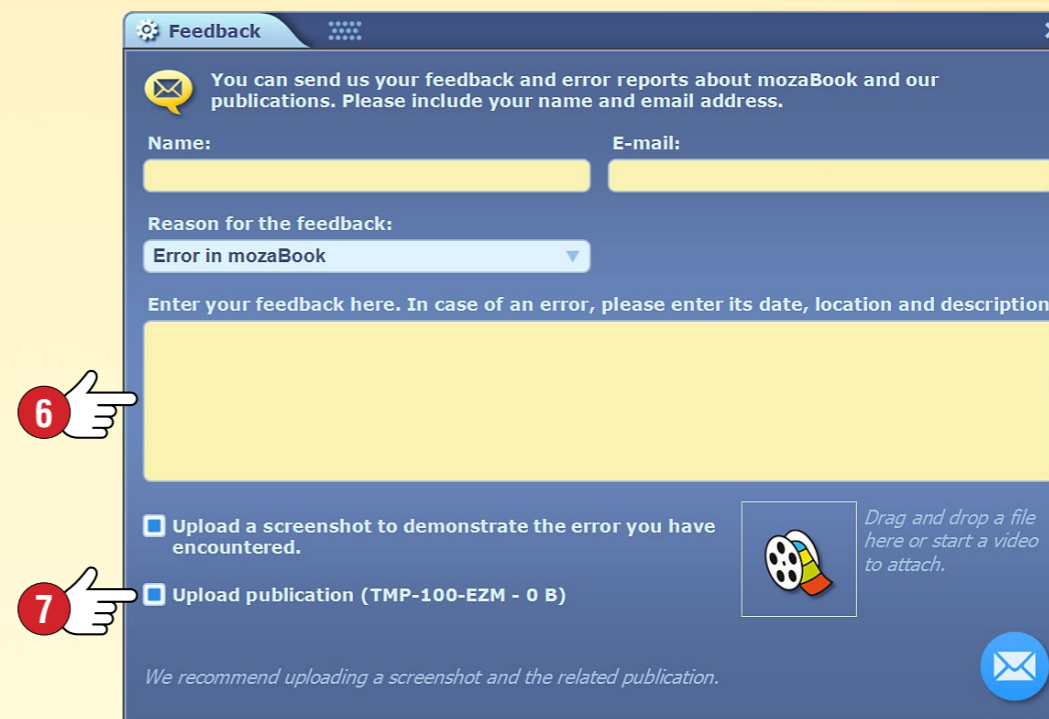 Feedback
You can send us your feedback and error reports about mozaBook and our
publications. Please include your name and email address.
Name:
E-mail:
Reason for the feedback:
Error in mozaBook
Enter your feedback here. In case of an error, please enter its date, location and description
6
Upload a screenshot to demonstrate the error you have
encountered.
Drag and drop a file
here or start a video
to attach.
7
Upload publication (TMP-100-EZM - 0 B)
We recommend uploading a screenshot and the related publication.